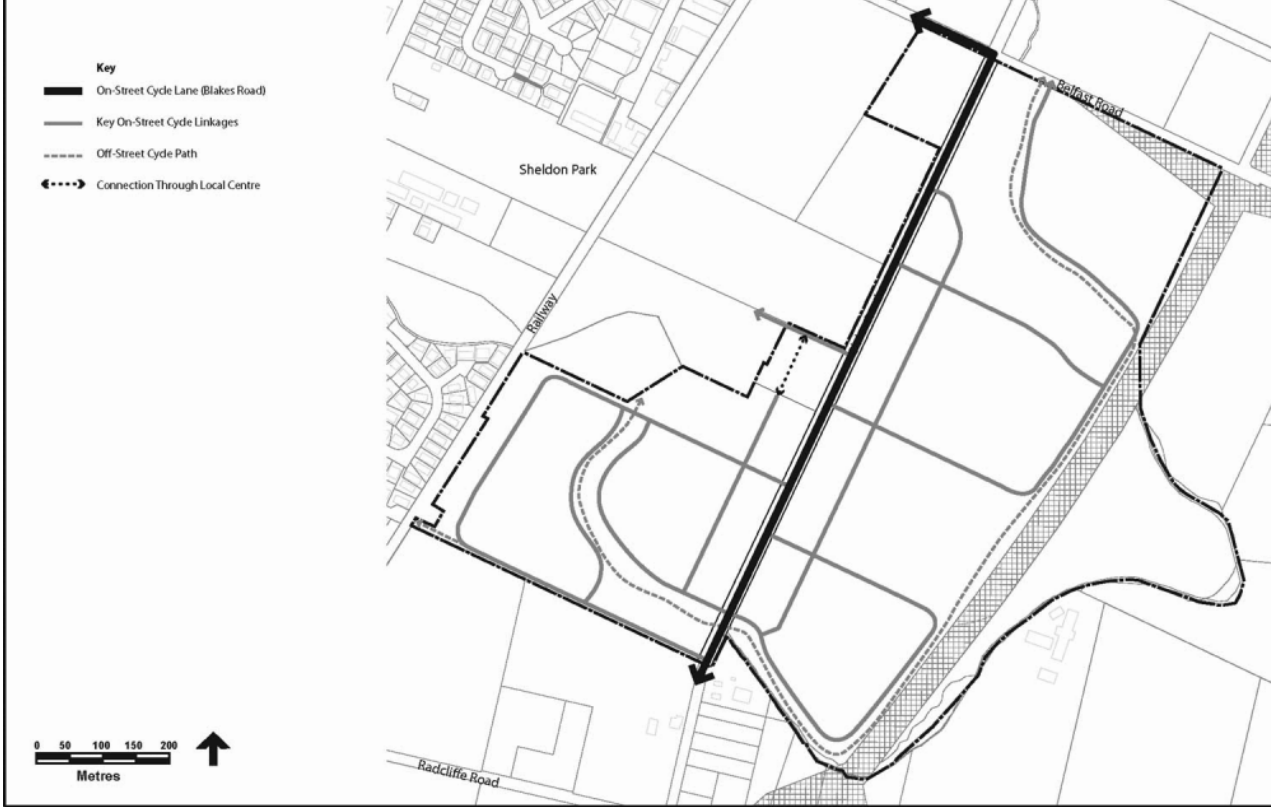 Key
On-Street Cycle Lane (Blakes Road)
Key On-Street Cycle Linkages
Off-Street Cycle Path
Connection Through Local Centre
Belfast Road
Sheldon Park
Railway
0 50 100 150 200
Metres
Radcliffe Road